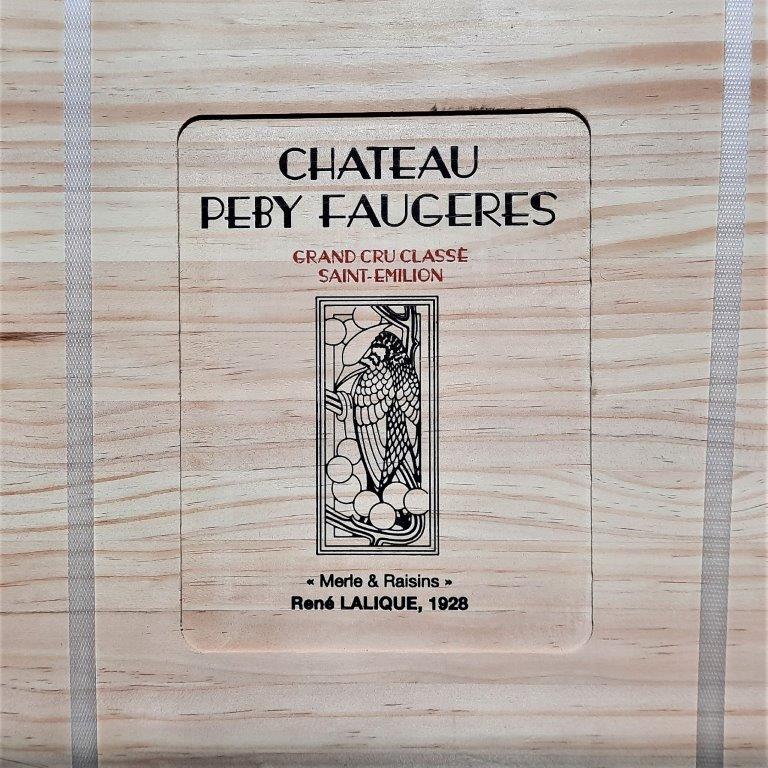 CHATEAU
PEBY FAUGERES
GRAND CRU CLASSÉ
SAINT-EMILION
« Merle & Raisins »
René LALIQUE, 1928